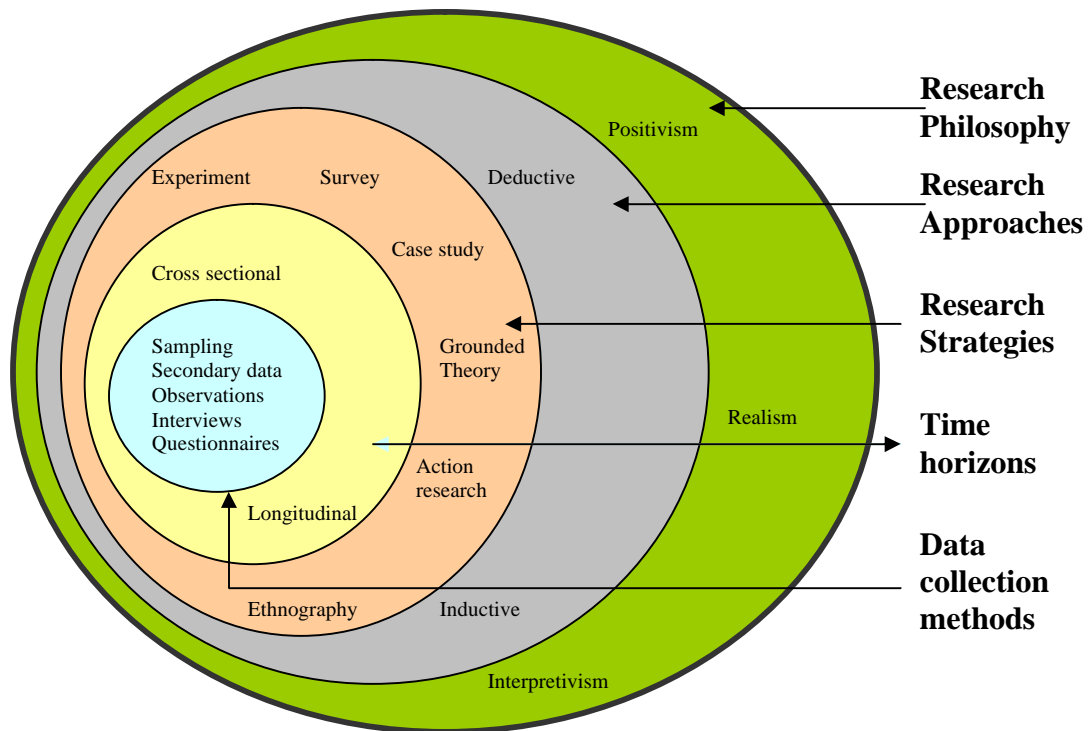 Research
Philosophy
Positivism
Experiment
Survey
Deductive
Research
Approaches
Case study
Cross sectional
Research
Strategies
Sampling
Secondary data
Observations
Interviews
Questionnaires
Grounded
Theory
Realism
Time
horizons
Action
research
Longitudinal
Data
collection
methods
Ethnography
Inductive
Interpretivism